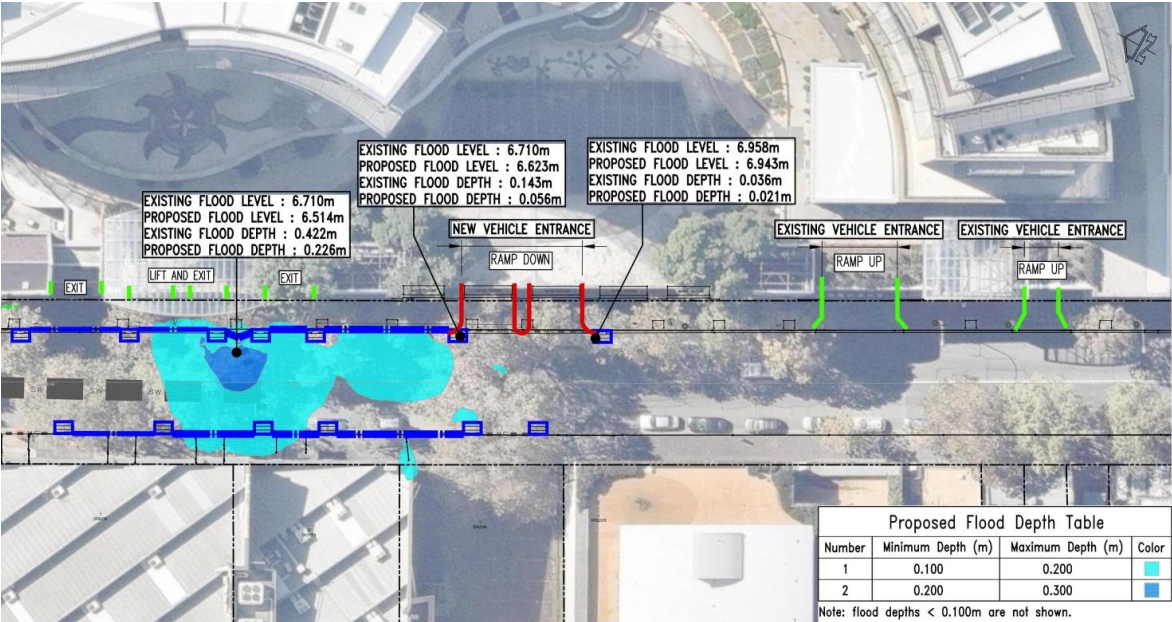 EXISTING FLOOD LEVEL : 6.710m
PROPOSED FLOOD LEVEL : 6.623m
EXISTING FLOOD DEPTH : 0.143m
PROPOSED FLOOD DEPTH : 0.056m
EXISTING FLOOD LEVEL : 6.958m
PROPOSED FLOOD LEVEL : 6.943m
EXISTING FLOOD DEPTH : 0.036m
PROPOSED FLOOD DEPTH : 0.021m
EXISTING FLOOD LEVEL : 6.710m
PROPOSED FLOOD LEVEL : 6.514m
EXISTING FLOOD DEPTH : 0.422m
PROPOSED FLOOD DEPTH : 0.226m
NEW VEHICLE ENTRANCE
EXISTING VEHICLE ENTRANCE
EXISTING VEHICLE ENTRANCE
RAMP DOWN
RAMP UP
RAMP UP
EXIT
LIFT AND EXIT
EXIT
SW
SW
SW
SW
Proposed Flood Depth Table
Number Minimum Depth (m) Maximum Depth (m) Color
1 0.100 0.200
2 0.200 0.300
Note: flood depths < 0.100m are not shown.